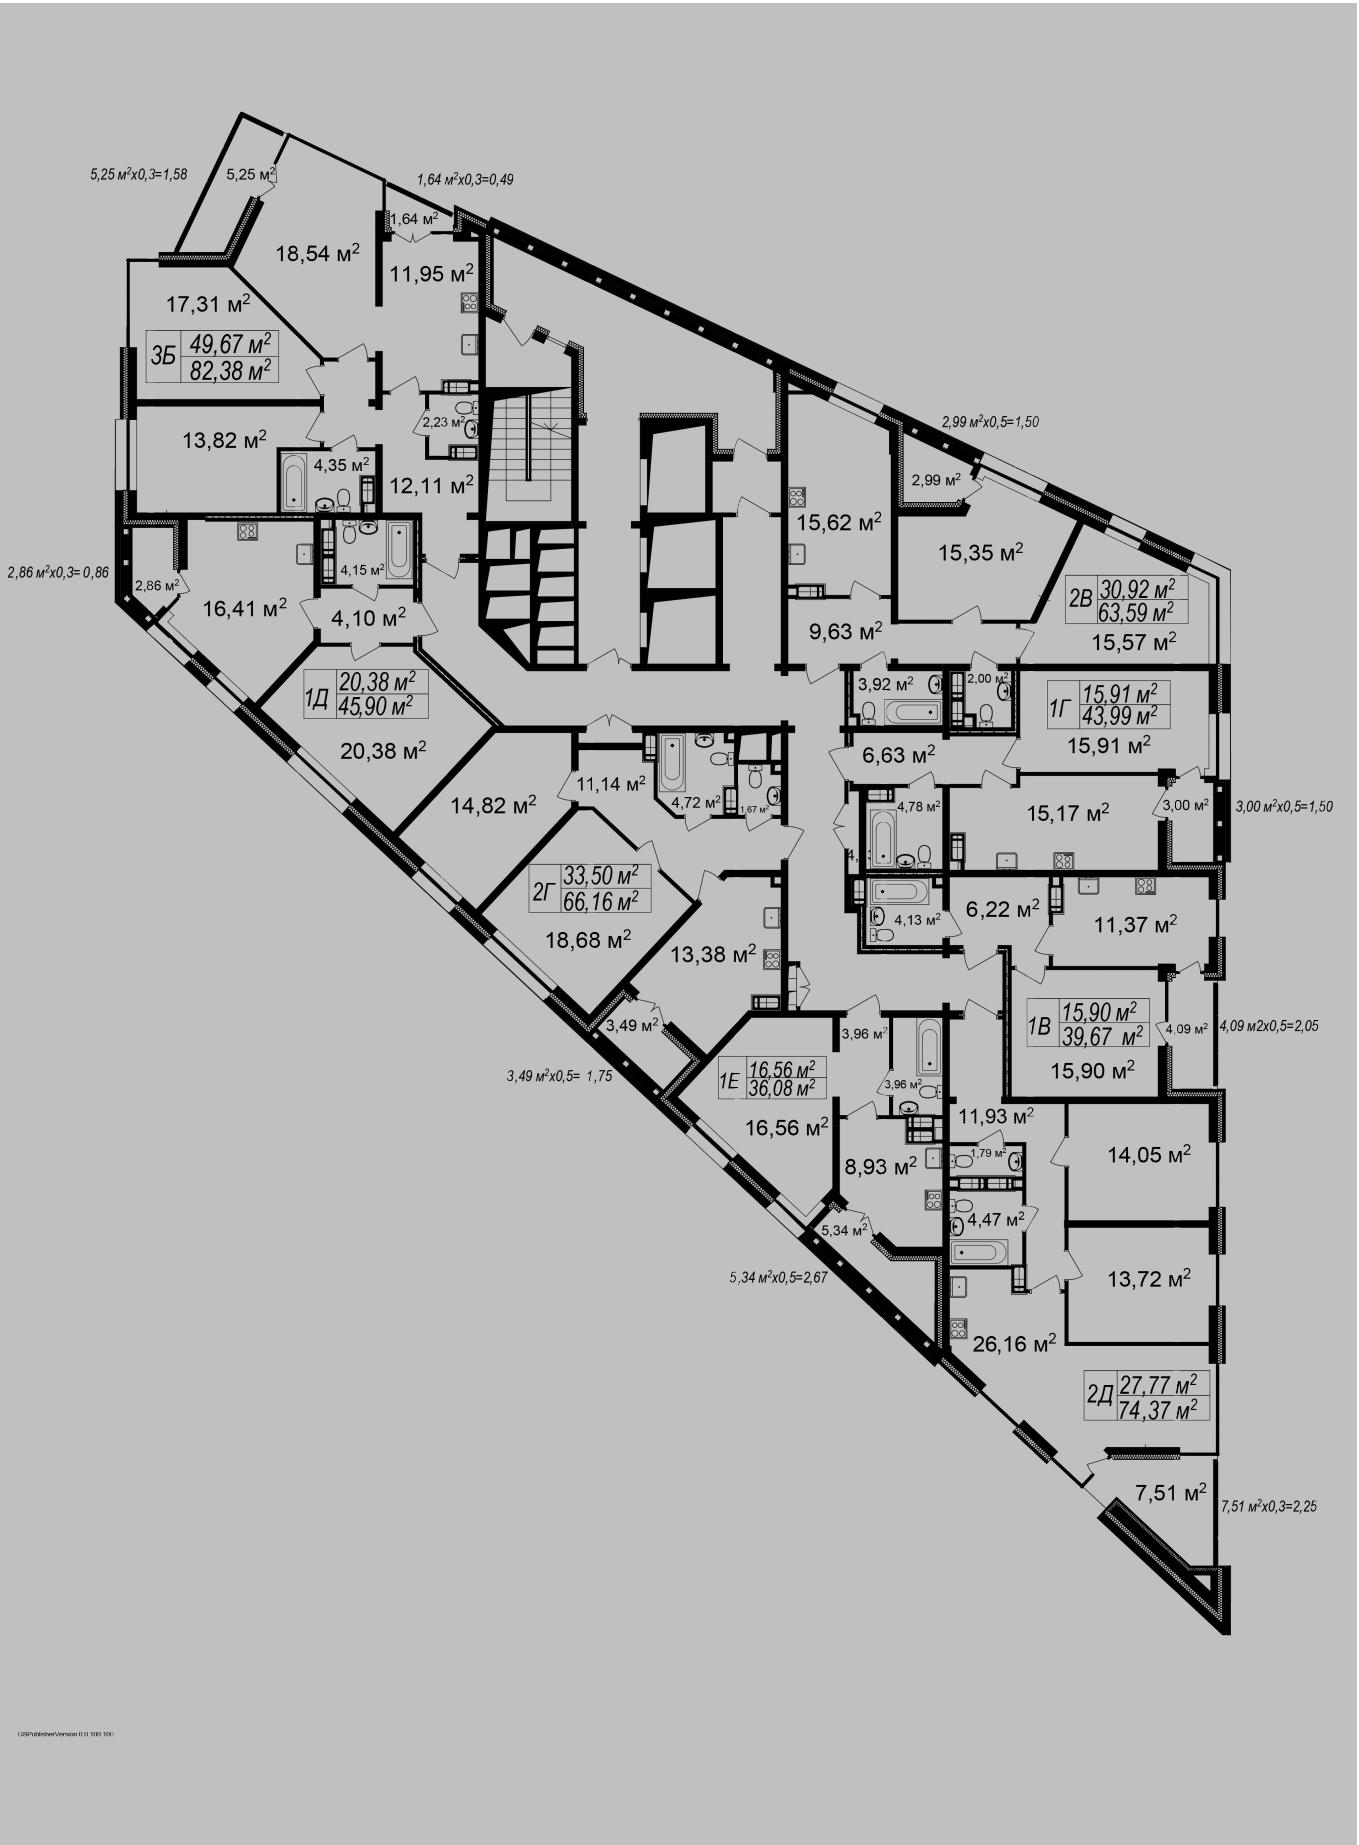 5,25 м²х0,3=1,58
5,25 м²
1,64 м²х0,3=0,49
1,64 м²
18,54 м²
11,95 м²
17,31 м²
3Б
49,67 м²
82,38 м²
13,82 м²
2,23 м²
4,35 м²
12,11 м²
2,99 м²х0,5=1,50
2,99 м²
15,62 м²
15,35 м²
2,86 м²х0,3= 0,86
2,86 м²
4,15 м²
16,41 м²
4,10 м²
2В
30,92 м²
63,59 м²
9,63 м²
15,57 м²
1Д
20,38 м²
45,90 м²
20,38 м²
3,92 м²
2,00 м²
1Г
15,91 м²
43,99 м²
15,91 м²
6,63 м²
14,82 м²
11,14 м²
4,72 м²
1,67 м²
4,78 м²
15,17 м²
3,00 м²
3,00 м²х0,5=1,50
4,
2Г
33,50 м²
66,16 м²
18,68 м²
13,38 м²
4,13 м²
6,22 м²
11,37 м²
3,49 м²
3,49 м²х0,5= 1,75
3,96 м²
1В
15,90 м²
39,67 м²
15,90 м²
4,09 м²
4,09 м2х0,5=2,05
1Е
16,56 м²
36,08 м²
16,56 м²
3,96 м²
11,93 м²
8,93 м²
1,79 м²
14,05 м²
5,34 м²
5,34 м²х0,5=2,67
4,47 м²
13,72 м²
26,16 м²
2Д
27,77 м²
74,37 м²
7,51 м²
7,51 м²х0,3=2,25
GSPublisherVersion 0.0.100.100